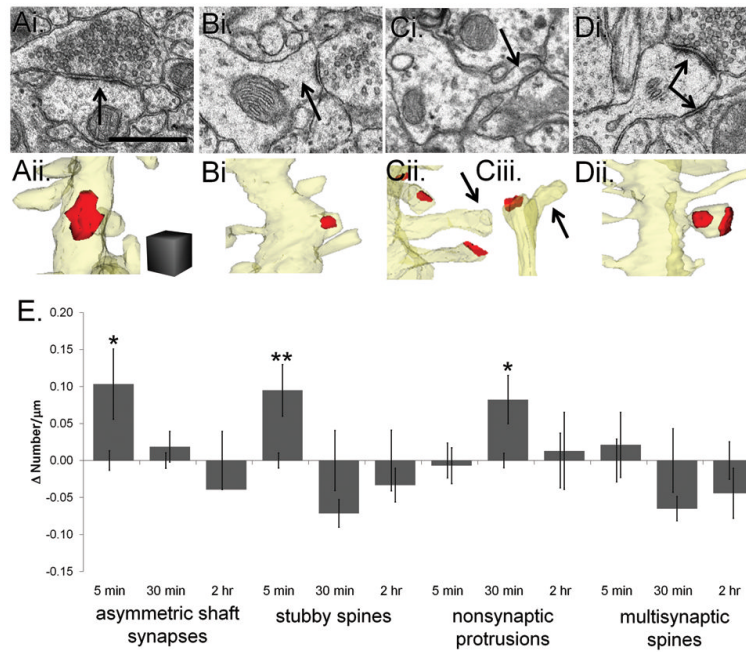 Ai. Bi. Ci. Di.
Aii. Bi Cii. Ciii. Dii.
E.
* ** *
Δ Number/µm
0.20
0.15
0.10
0.05
0.00
-0.05
-0.10
-0.15
5 min 30 min 2 hr 5 min 30 min 2 hr 5 min 30 min 2 hr 5 min 30 min 2 hr
asymmetric shaft synapses
stubby spines
nonsynaptic protrusions
multisynaptic spines